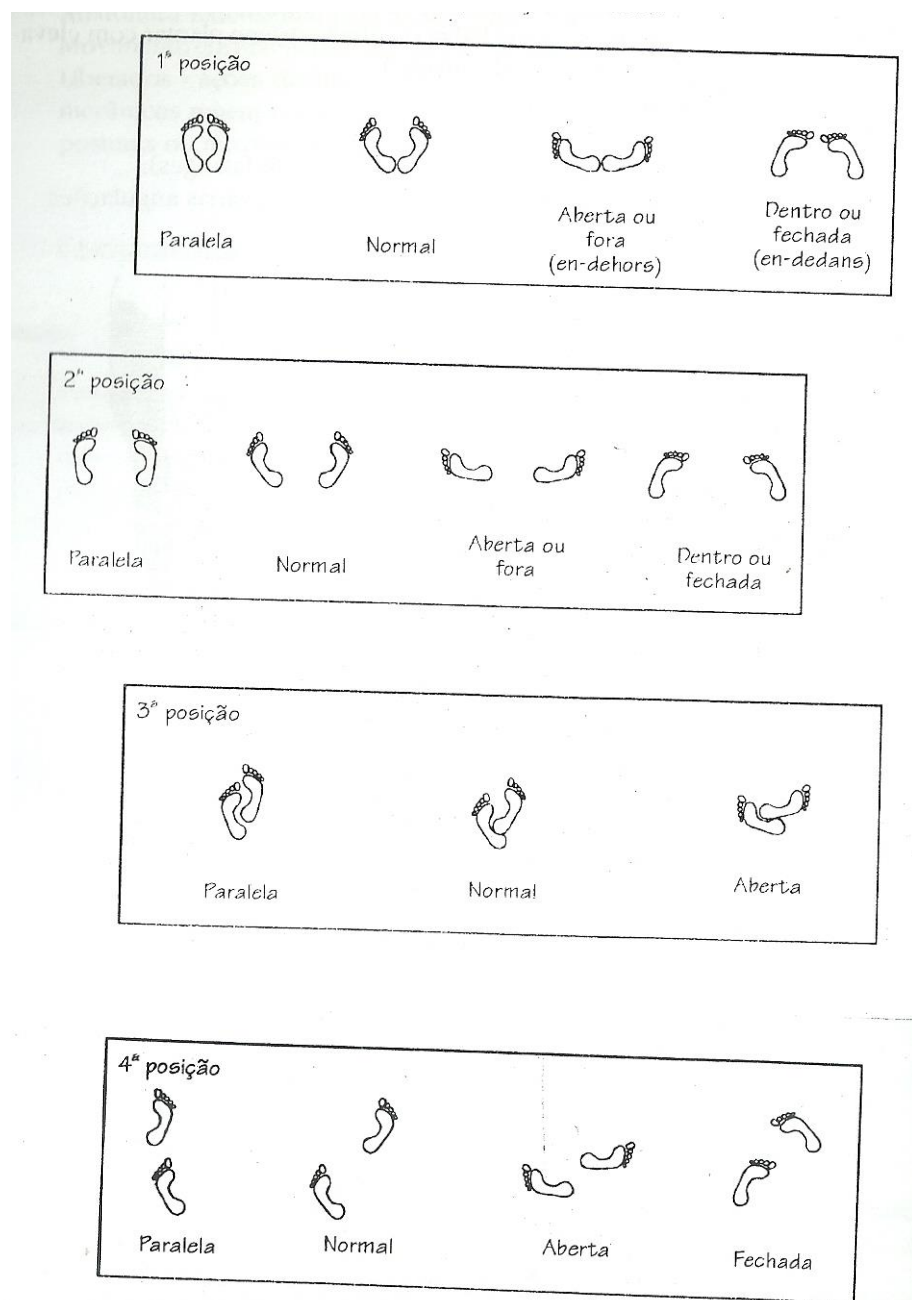 1ª posição
Paralela
Normal
Aberta ou
fora
(en-dehors)
Dentro ou
fechada
(en-dedans)
2ª posição
Paralela
Normal
Aberta ou
fora
Dentro ou
fechada
3ª posição
Paralela
Normal
Aberta
4ª posição
Paralela
Normal
Aberta
Fechada